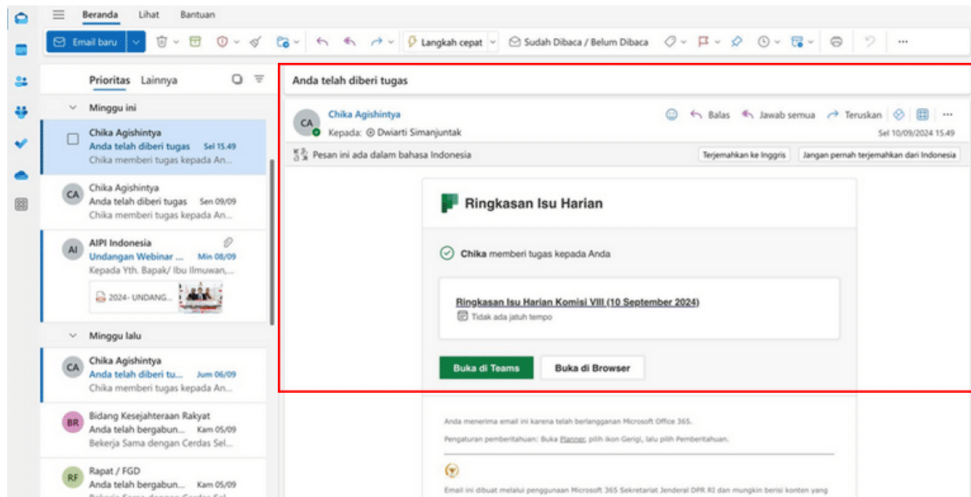 Beranda Lihat Bantuan
Email baru Langkah cepat Sudah Dibaca / Belum Dibaca
Prioritas Lainnya
Minggu ini
Chika Agishintya
Anda telah diberi tugas Sel 15.49
Chika memberi tugas kepada An...
CA
Chika Agishintya
Anda telah diberi tugas Sen 09/09
Chika memberi tugas kepada An...
AI
AIPI Indonesia
Undangan Webinar ... Min 08/09
Kepada Yth. Bapak/ Ibu Ilmuwan,...
2024- UNDANG...
Minggu lalu
CA
Chika Agishintya
Anda telah diberi tu... Jum 06/09
Chika memberi tugas kepada An...
BR
Bidang Kesejahteraan Rakyat
Anda telah bergabun... Kam 05/09
Bekerja Sama dengan Cerdas Sel...
RF
Rapat / FGD
Anda telah bergabun... Kam 05/09
Anda telah diberi tugas
CA
Chika Agishintya
Kepada: Dwiarti Simanjuntak
Balas Jawab semua Teruskan
Sel 10/09/2024 15.49
Pesan ini ada dalam bahasa Indonesia
Terjemahkan ke Inggris Jangan pernah terjemahkan dari Indonesia
Ringkasan Isu Harian
Chika memberi tugas kepada Anda
Ringkasan Isu Harian Komisi VIII (10 September 2024)
Tidak ada jatuh tempo
Buka di Teams Buka di Browser
Anda menerima email ini karena telah berlangganan Microsoft Office 365.
Pengaturan pemberitahuan: Buka Planner, pilih ikon Gerigi, lalu pilih Pemberitahuan.
Email ini dibuat melalui penggunaan Microsoft 365 Sekretariat Jenderal DPR RI dan mungkin berisi konten yang